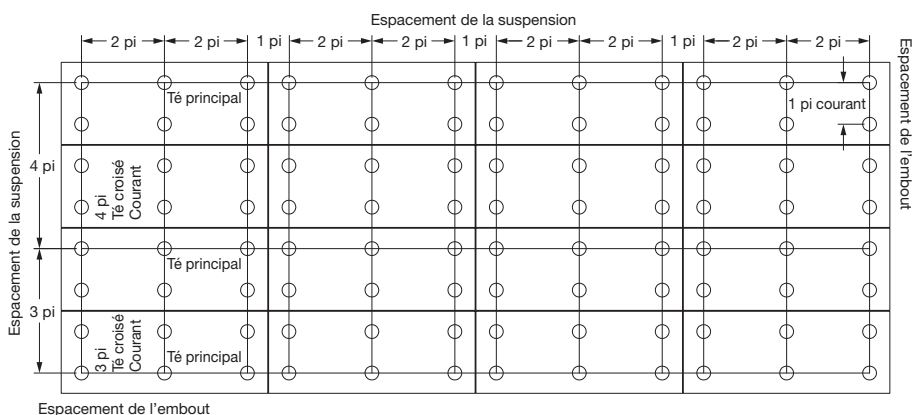 Espacement de la suspension
2 pi 2 pi 1 pi 2 pi 2 pi 1 pi 2 pi 2 pi 1 pi 2 pi 2 pi
Té principal
1 pi courant
Espacement de l'embout
Espacement de la suspension
4 pi
4 pi
Té croisé
Courant
Té principal
3 pi
3 pi
Té croisé
Courant
Té principal
Espacement de l'embout